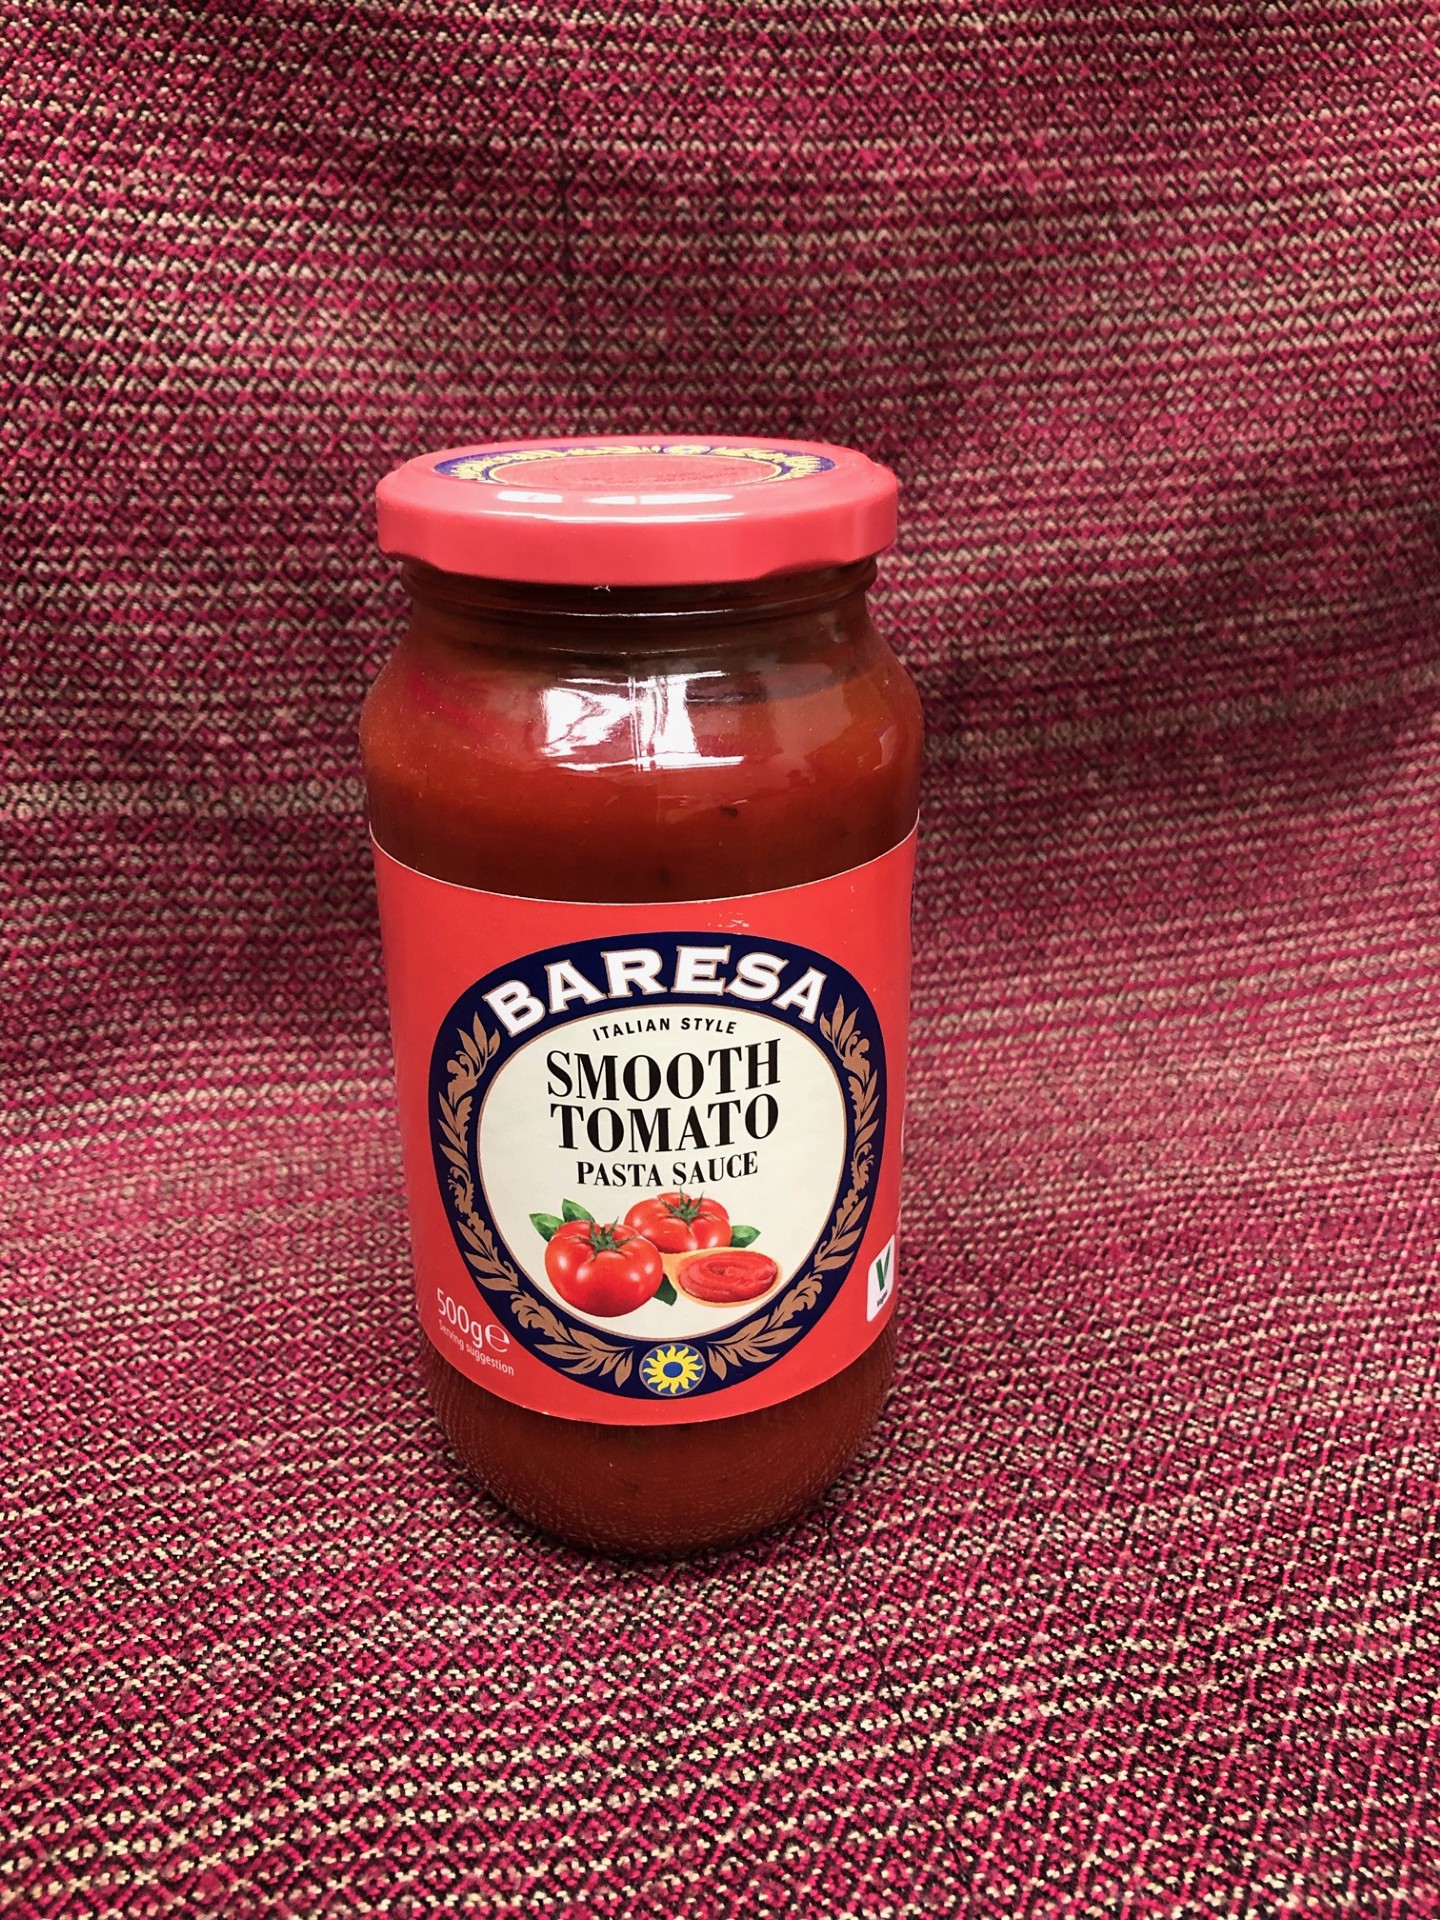 BARESA
ITALIAN STYLE
SMOOTH
TOMATO
PASTA SAUCE
500g℮
Serving suggestion